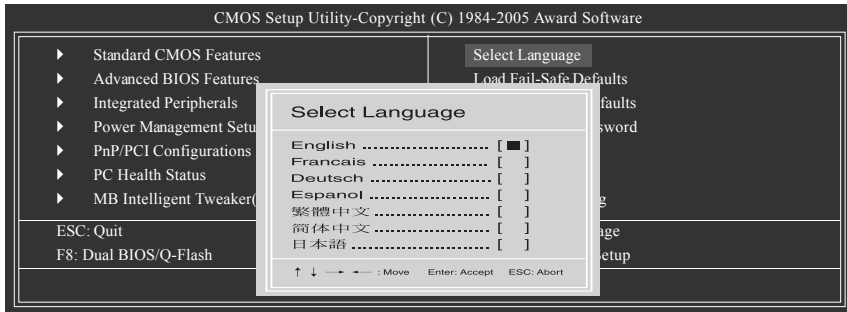 CMOS Setup Utility-Copyright (C) 1984-2005 Award Software
Standard CMOS Features
Advanced BIOS Features
Integrated Peripherals
Power Management Setu
PnP/PCI Configurations
PC Health Status
MB Intelligent Tweaker(
ESC: Quit
F8: Dual BIOS/Q-Flash
Select Language
Load Fail-Safe Defaults
faults
sword
g
age
Setup
Select Language
English ........................ [■]
Francais ...................... [ ]
Deutsch ...................... [ ]
Espanol ...................... [ ]
繁體中文 ...................... [ ]
简体中文 ...................... [ ]
日本語 ......................... [ ]
↑ ↓ → ← : Move Enter: Accept ESC: Abort